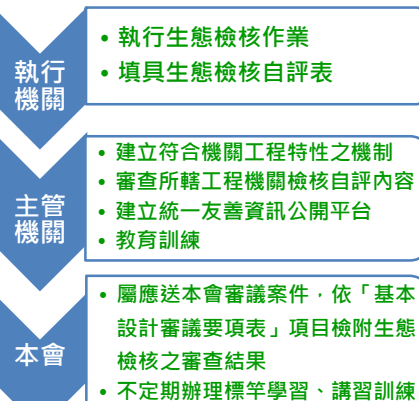 執行
機關
• 執行生態檢核作業
• 填具生態檢核自評表
主管
機關
• 建立符合機關工程特性之機制
• 審查所轄工程機關檢核自評內容
• 建立統一友善資訊公開平台
• 教育訓練
本會
• 屬應送本會審議案件，依「基本
設計審議要項表」項目檢附生態
檢核之審查結果
• 不定期辦理標竿學習、講習訓練